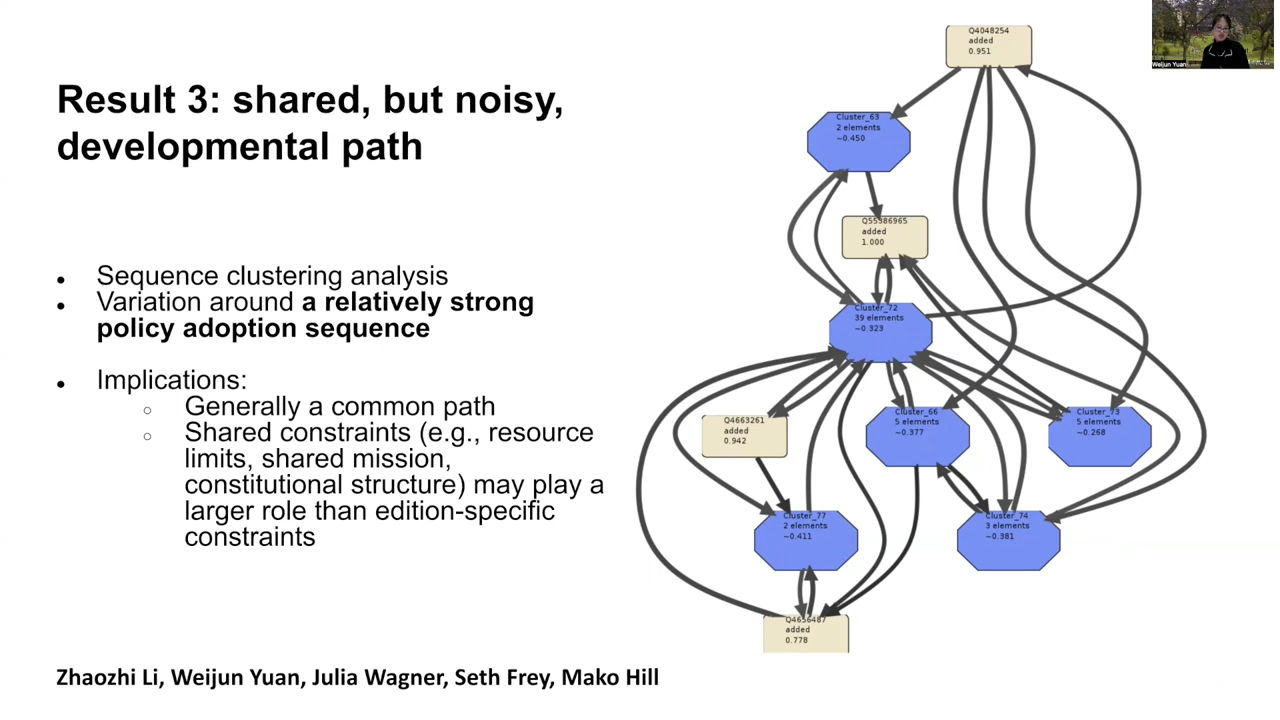 Result 3: shared, but noisy,
developmental path
Sequence clustering analysis
Variation around a relatively strong
policy adoption sequence
Implications:
Generally a common path
Shared constraints (e.g., resource
limits, shared mission,
constitutional structure) may play a
larger role than edition-specific
constraints
Zhaozhi Li, Weijun Yuan, Julia Wagner, Seth Frey, Mako Hill
Q4048254
added
0.951
Cluster_63
2 elements
~0.450
Q55386965
added
1.000
Cluster_72
39 elements
~0.323
Q4663261
added
0.942
Cluster_66
5 elements
~0.377
Cluster_73
5 elements
~0.268
Cluster_77
2 elements
~0.411
Cluster_74
3 elements
~0.381
Q4656487
added
0.778
Weijun Yuan